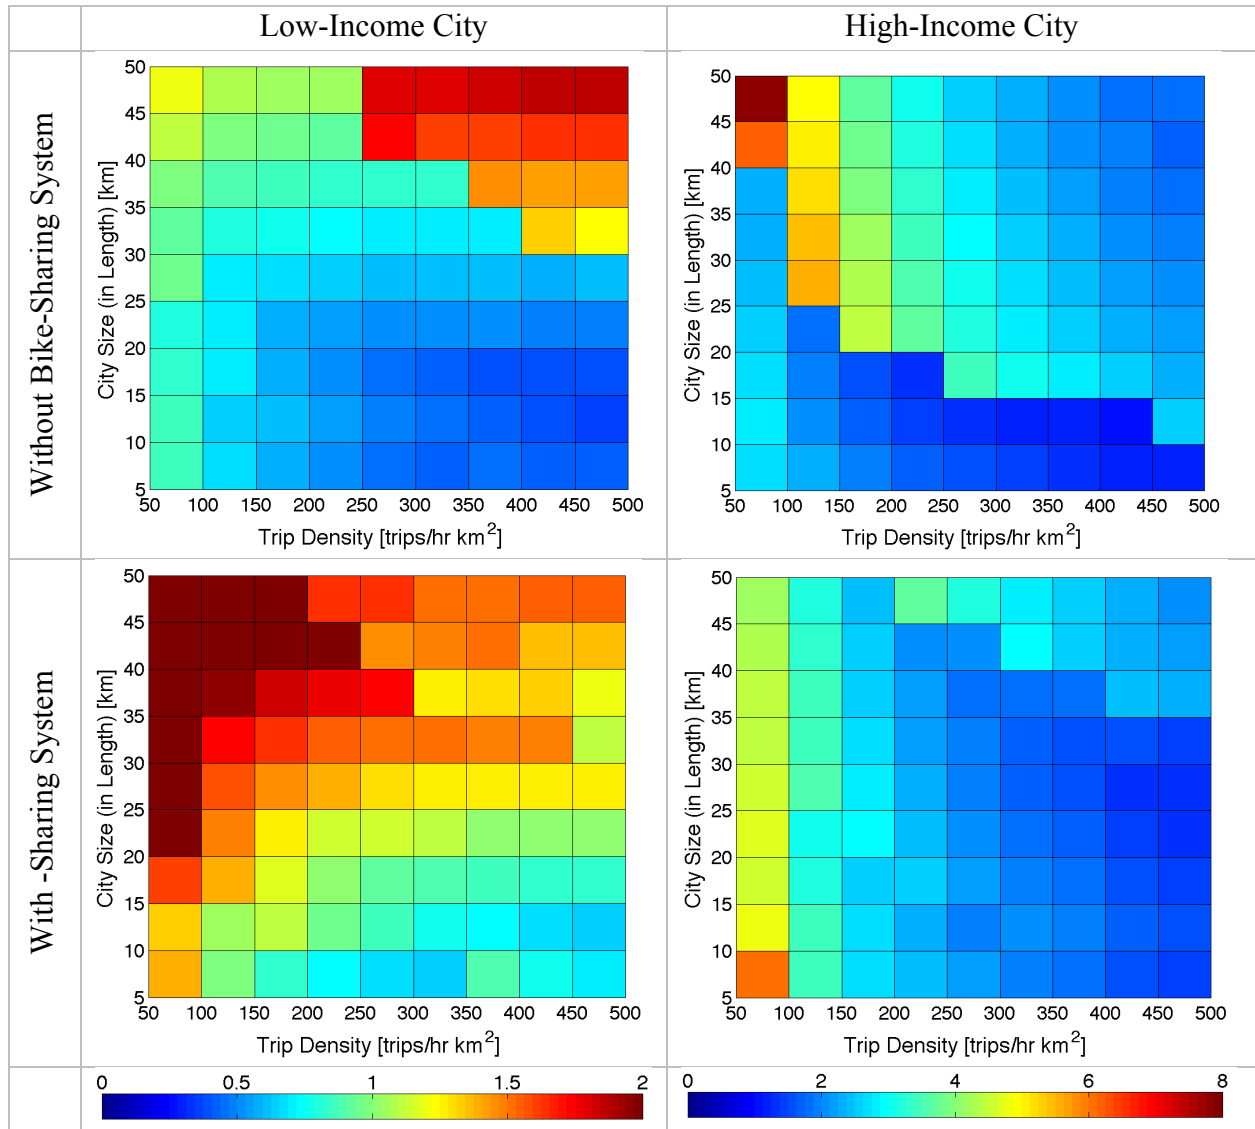 Low-Income City
High-Income City
Without Bike-Sharing System
City Size (in Length) [km]
50
45
40
35
30
25
20
15
10
5
50 100 150 200 250 300 350 400 450 500
Trip Density [trips/hr km²]
City Size (in Length) [km]
50
45
40
35
30
25
20
15
10
5
50 100 150 200 250 300 350 400 450 500
Trip Density [trips/hr km²]
With -Sharing System
City Size (in Length) [km]
50
45
40
35
30
25
20
15
10
5
50 100 150 200 250 300 350 400 450 500
Trip Density [trips/hr km²]
City Size (in Length) [km]
50
45
40
35
30
25
20
15
10
5
50 100 150 200 250 300 350 400 450 500
Trip Density [trips/hr km²]
0 0.5 1 1.5 2
0 2 4 6 8